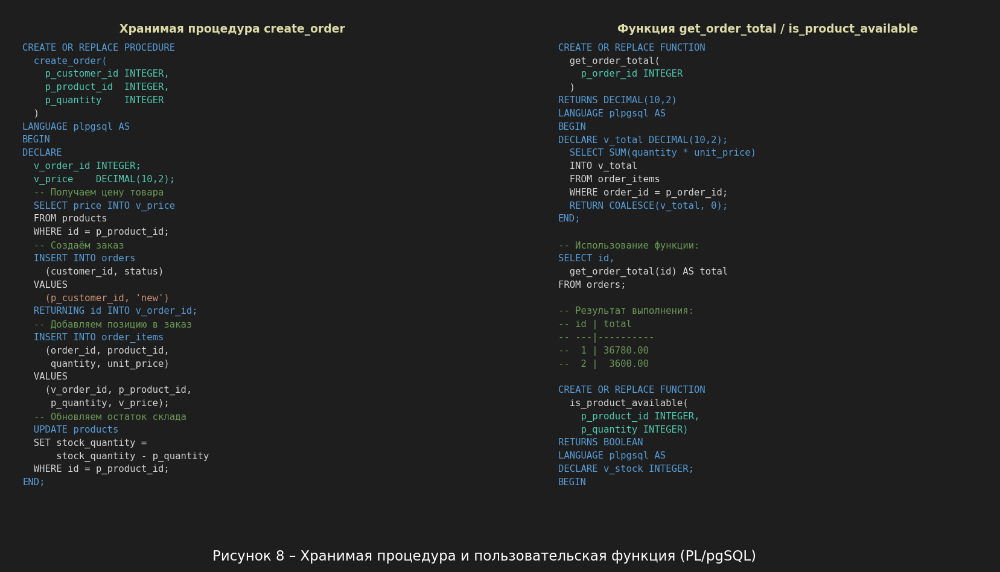 Хранимая процедура create_order
CREATE OR REPLACE PROCEDURE
  create_order(
    p_customer_id INTEGER,
    p_product_id  INTEGER,
    p_quantity    INTEGER
  )
LANGUAGE plpgsql AS
BEGIN
DECLARE
  v_order_id INTEGER;
  v_price    DECIMAL(10,2);
  -- Получаем цену товара
  SELECT price INTO v_price
  FROM products
  WHERE id = p_product_id;
  -- Создаём заказ
  INSERT INTO orders
    (customer_id, status)
  VALUES
    (p_customer_id, 'new')
  RETURNING id INTO v_order_id;
  -- Добавляем позицию в заказ
  INSERT INTO order_items
    (order_id, product_id,
     quantity, unit_price)
  VALUES
    (v_order_id, p_product_id,
     p_quantity, v_price);
  -- Обновляем остаток склада
  UPDATE products
  SET stock_quantity =
      stock_quantity - p_quantity
  WHERE id = p_product_id;
END;
Функция get_order_total / is_product_available
CREATE OR REPLACE FUNCTION
  get_order_total(
    p_order_id INTEGER
  )
RETURNS DECIMAL(10,2)
LANGUAGE plpgsql AS
BEGIN
DECLARE v_total DECIMAL(10,2);
  SELECT SUM(quantity * unit_price)
  INTO v_total
  FROM order_items
  WHERE order_id = p_order_id;
  RETURN COALESCE(v_total, 0);
END;
-- Использование функции:
SELECT id,
  get_order_total(id) AS total
FROM orders;
-- Результат выполнения:
-- id | total
-- ---|----------
--  1 | 36780.00
--  2 |  3600.00
CREATE OR REPLACE FUNCTION
  is_product_available(
    p_product_id INTEGER,
    p_quantity INTEGER)
RETURNS BOOLEAN
LANGUAGE plpgsql AS
DECLARE v_stock INTEGER;
BEGIN
Рисунок 8 – Хранимая процедура и пользовательская функция (PL/pgSQL)